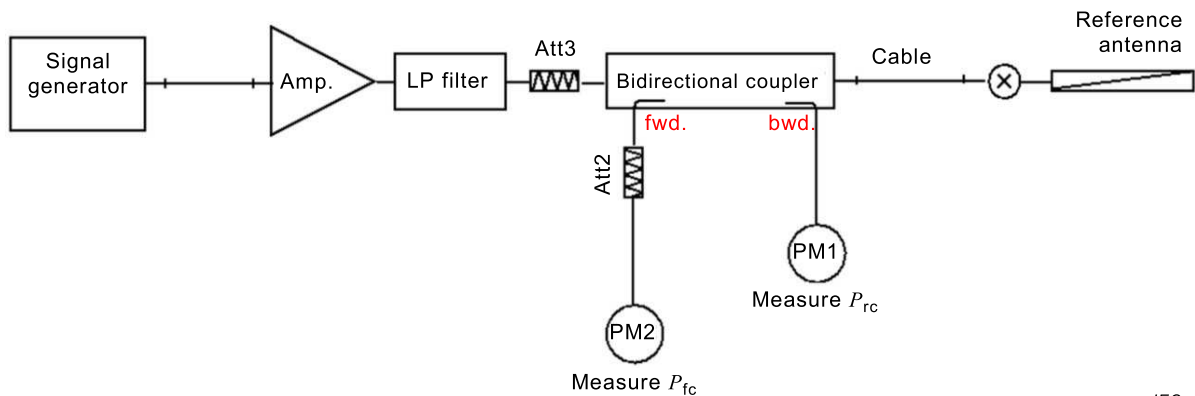 Reference
antenna
Signal
generator
Amp.
LP filter
Att3
Bidirectional coupler
Cable
fwd.
bwd.
Att2
PM1
Measure Prc
PM2
Measure Pfc